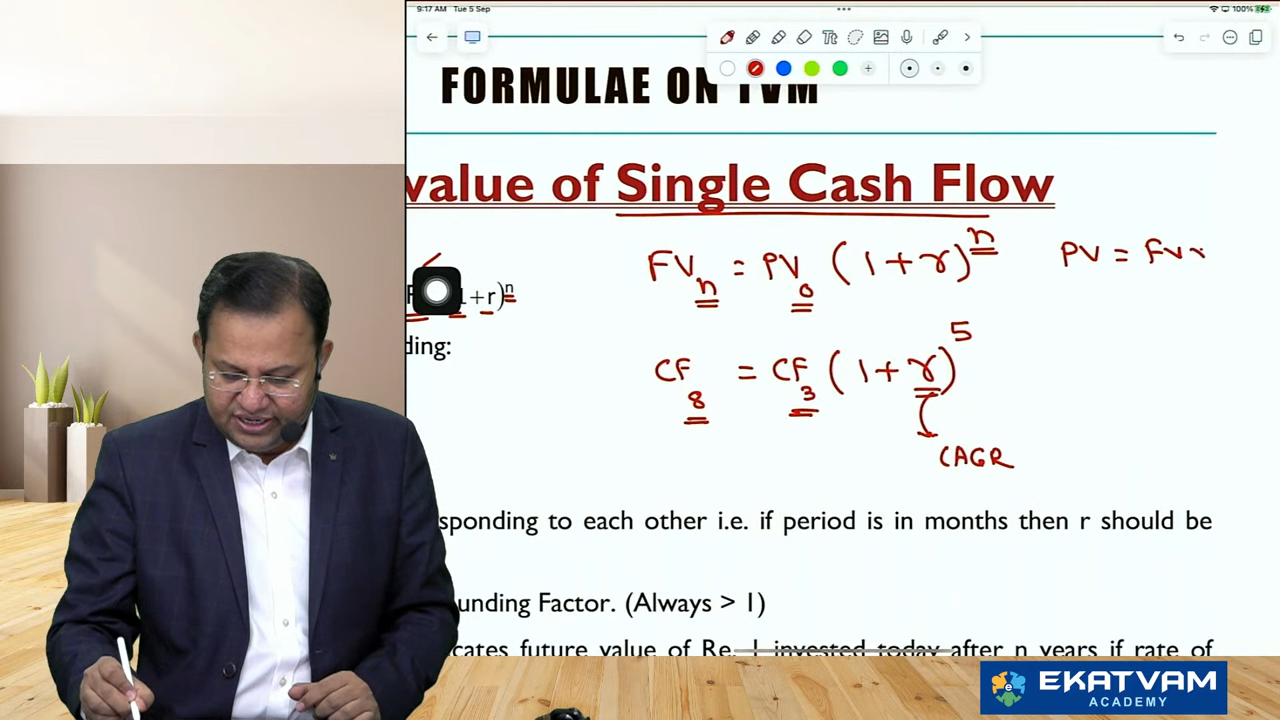 9:17 AM Tue 5 Sep
100%
FORMULAE ON TVM
value of Single Cash Flow
FVn = PV0 (1+r)^n
PV = FV×
1+r)^n
CF8 = CF3 (1+r)^5
ding:
CAGR
sponding to each other i.e. if period is in months then r should be
unding Factor. (Always > 1)
cates future value of Re. 1 invested today after n years if rate of
EKATVAM
ACADEMY